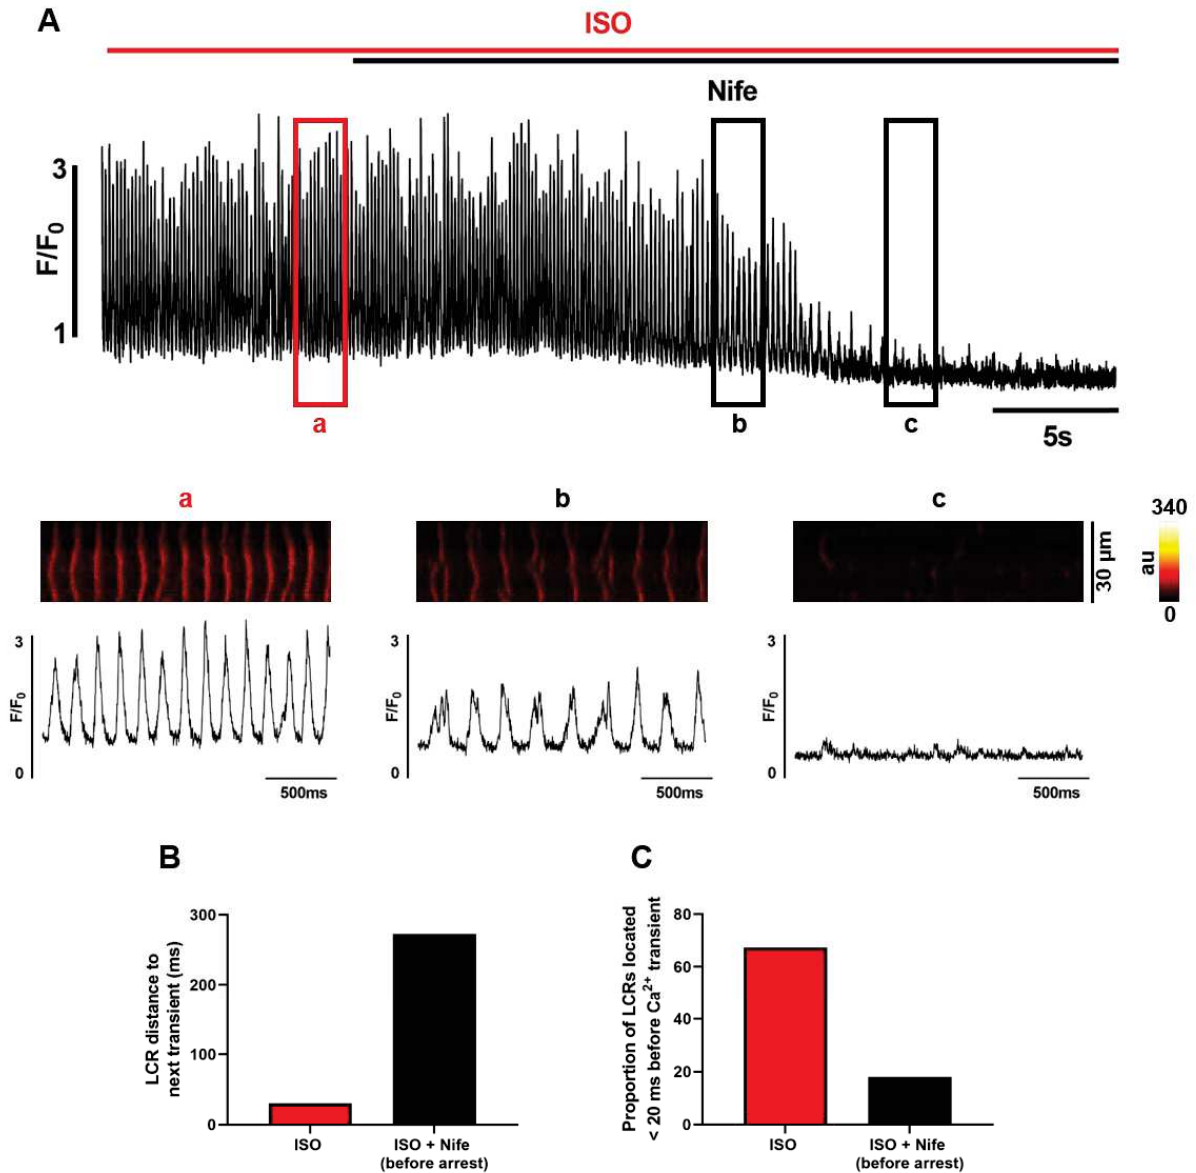 A
ISO
Nife
3
F/F0
1
a
b
c
5s
a
b
c
340
au
0
30 µm
3
F/F0
0
500ms
3
F/F0
0
500ms
3
F/F0
0
500ms
B
C
300
200
100
0
LCR distance to
next transient (ms)
ISO
ISO + Nife
(before arrest)
80
60
40
20
0
Proportion of LCRs located
< 20 ms before Ca2+ transient
ISO
ISO + Nife
(before arrest)